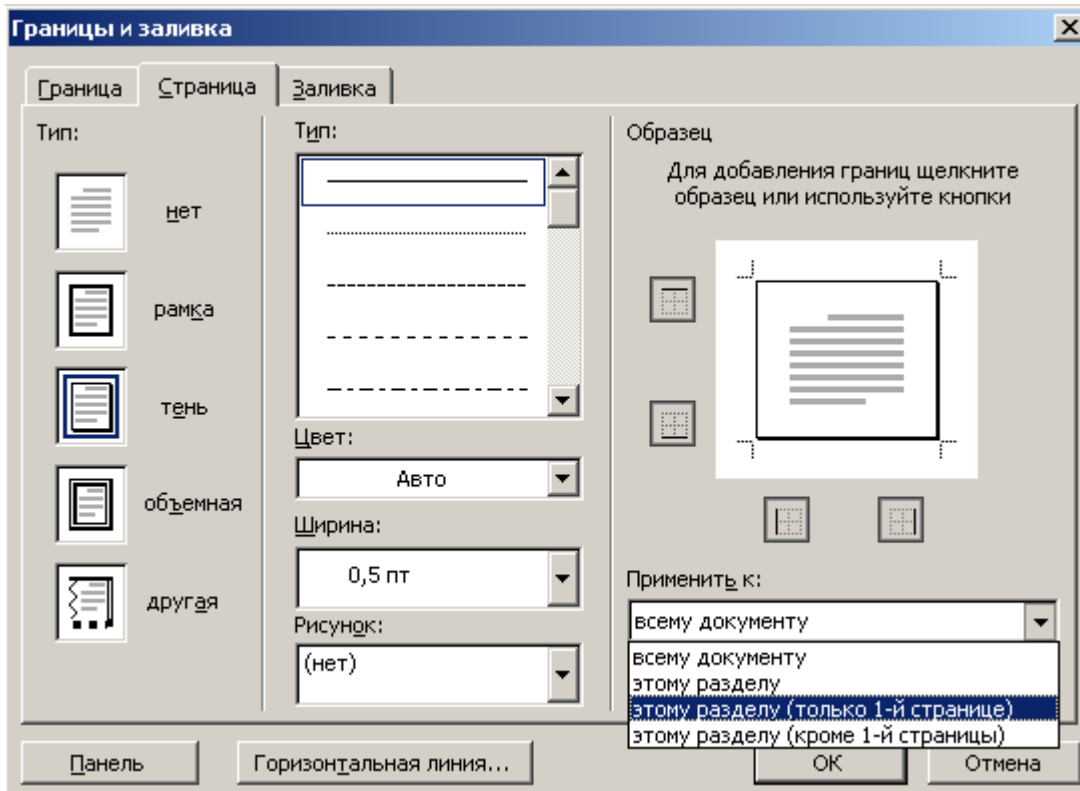 Границы и заливка
Граница
Страница
Заливка
Тип:
нет
рамка
тень
объемная
другая
Тип:
Цвет:
Авто
Ширина:
0,5 пт
Рисунок:
(нет)
Образец
Для добавления границ щелкните
образец или используйте кнопки
Применить к:
всему документу
всему документу
этому разделу
этому разделу (только 1-й странице)
этому разделу (кроме 1-й страницы)
Панель
Горизонтальная линия...
ОК
Отмена